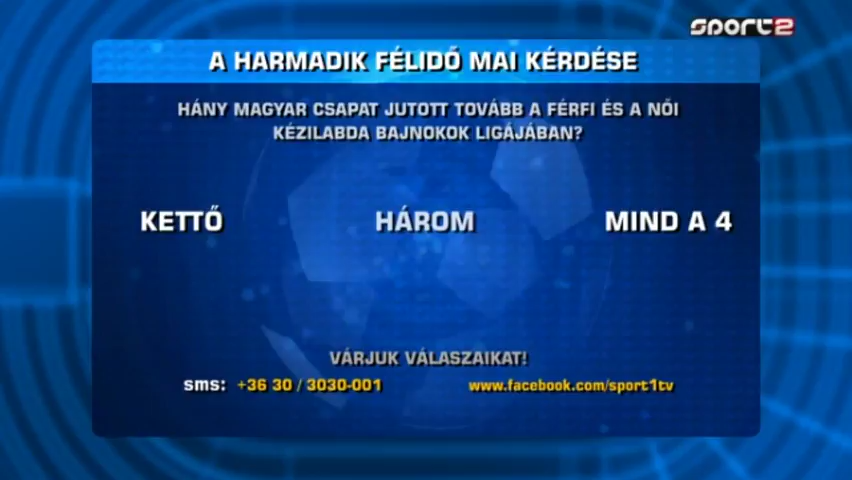 sport2
A HARMADIK FÉLIDŐ MAI KÉRDÉSE
HÁNY MAGYAR CSAPAT JUTOTT TOVÁBB A FÉRFI ÉS A NŐI
KÉZILABDA BAJNOKOK LIGÁJÁBAN?
KETTŐ HÁROM MIND A 4
VÁRJUK VÁLASZAIKAT!
sms: +36 30 / 3030-001 www.facebook.com/sport1tv